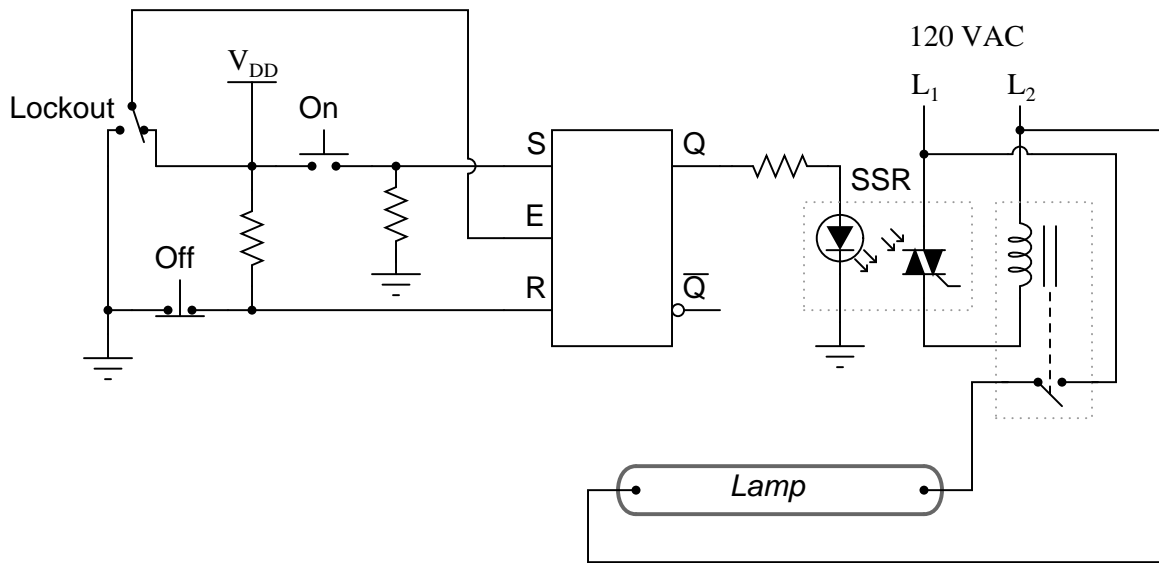 120 VAC
L1
L2
VDD
Lockout
On
S
Q
SSR
E
Off
R
Q̅
Lamp